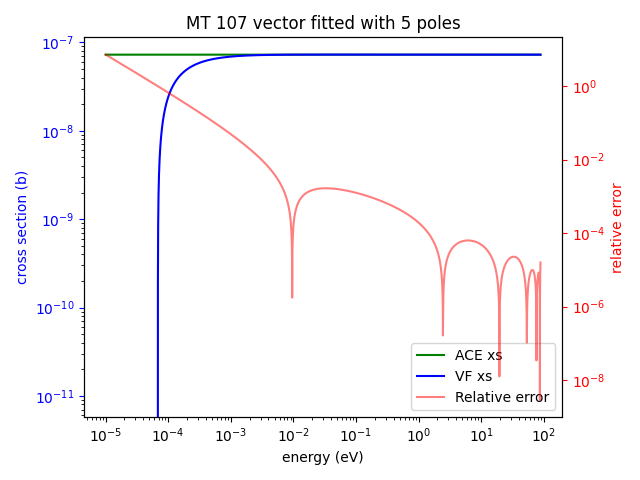 MT 107 vector fitted with 5 poles
cross section (b)
10⁻⁷
10⁻⁸
10⁻⁹
10⁻¹⁰
10⁻¹¹
10⁰
10⁻²
10⁻⁴
10⁻⁶
10⁻⁸
relative error
ACE xs
VF xs
Relative error
10⁻⁵ 10⁻⁴ 10⁻³ 10⁻² 10⁻¹ 10⁰ 10¹ 10²
energy (eV)